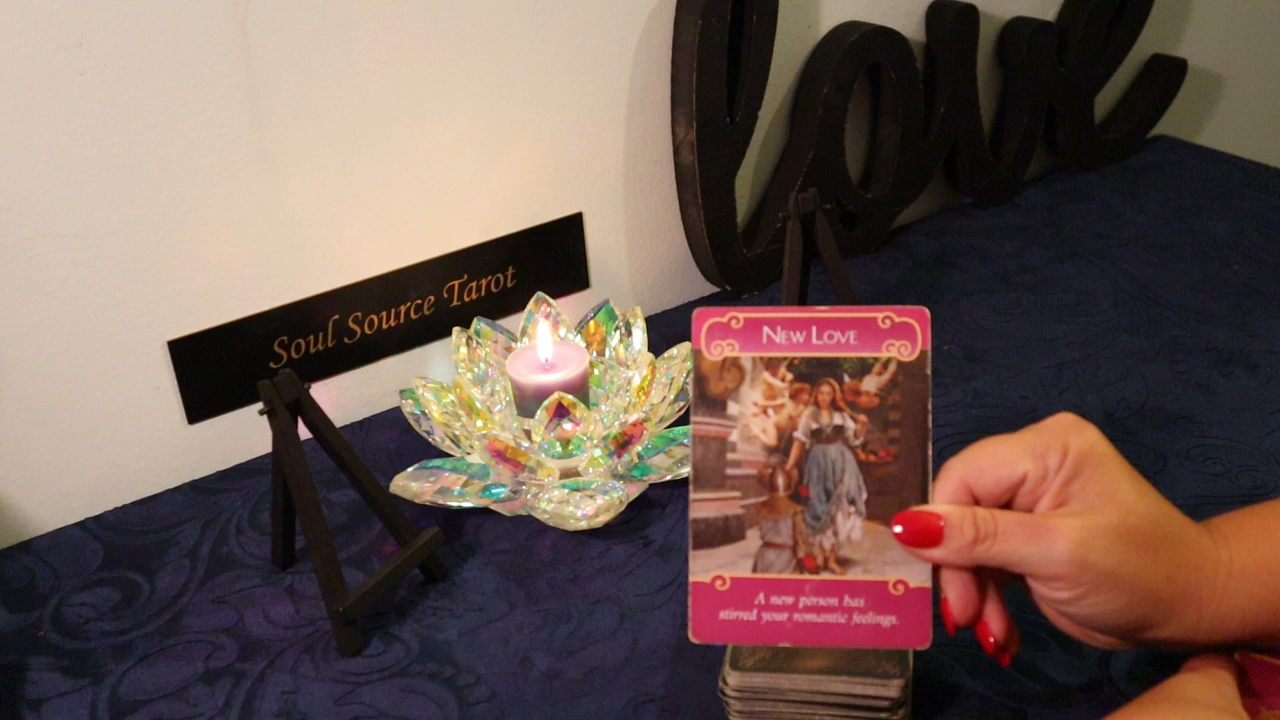 love
Soul Source Tarot
NEW LOVE
A new person has
stirred your romantic feelings.